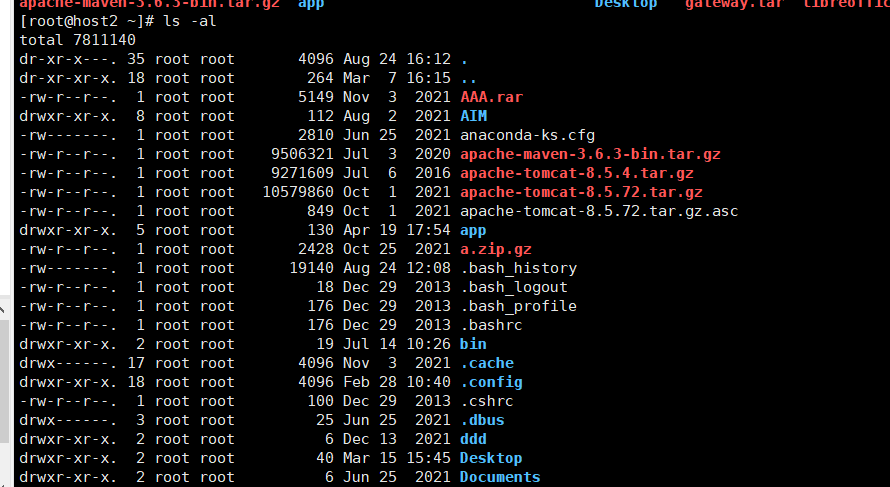 apache-maven-3.6.3-bin.tar.gz app Desktop gateway.tar libreoffic
[root@host2 ~]# ls -al
total 7811140
dr-xr-x---. 35 root root 4096 Aug 24 16:12 .
dr-xr-xr-x. 18 root root 264 Mar 7 16:15 ..
-rw-r--r--. 1 root root 5149 Nov 3 2021 AAA.rar
drwxr-xr-x. 8 root root 112 Aug 2 2021 AIM
-rw-------. 1 root root 2810 Jun 25 2021 anaconda-ks.cfg
-rw-r--r--. 1 root root 9506321 Jul 3 2020 apache-maven-3.6.3-bin.tar.gz
-rw-r--r--. 1 root root 9271609 Jul 6 2016 apache-tomcat-8.5.4.tar.gz
-rw-r--r--. 1 root root 10579860 Oct 1 2021 apache-tomcat-8.5.72.tar.gz
-rw-r--r--. 1 root root 849 Oct 1 2021 apache-tomcat-8.5.72.tar.gz.asc
drwxr-xr-x. 5 root root 130 Apr 19 17:54 app
-rw-r--r--. 1 root root 2428 Oct 25 2021 a.zip.gz
-rw-------. 1 root root 19140 Aug 24 12:08 .bash_history
-rw-r--r--. 1 root root 18 Dec 29 2013 .bash_logout
-rw-r--r--. 1 root root 176 Dec 29 2013 .bash_profile
-rw-r--r--. 1 root root 176 Dec 29 2013 .bashrc
drwxr-xr-x. 2 root root 19 Jul 14 10:26 bin
drwx------. 17 root root 4096 Nov 3 2021 .cache
drwxr-xr-x. 18 root root 4096 Feb 28 10:40 .config
-rw-r--r--. 1 root root 100 Dec 29 2013 .cshrc
drwx------. 3 root root 25 Jun 25 2021 .dbus
drwxr-xr-x. 2 root root 6 Dec 13 2021 ddd
drwxr-xr-x. 2 root root 40 Mar 15 15:45 Desktop
drwxr-xr-x. 2 root root 6 Jun 25 2021 Documents